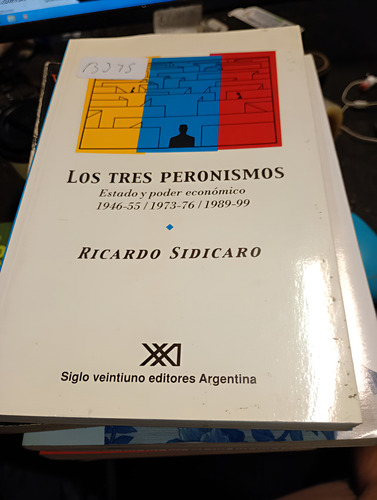 B275
LOS TRES PERONISMOS
Estado y poder económico
1946-55 / 1973-76 / 1989-99
RICARDO SIDICARO
XXI
Siglo veintiuno editores Argentina